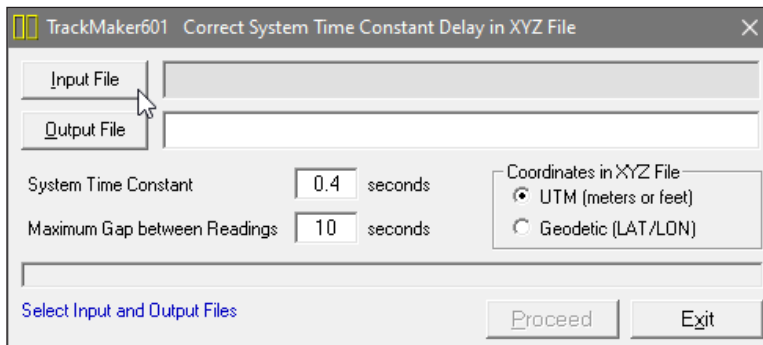 TrackMaker601 Correct System Time Constant Delay in XYZ File
Input File
Output File
System Time Constant 0.4 seconds
Maximum Gap between Readings 10 seconds
Coordinates in XYZ File
UTM (meters or feet)
Geodetic (LAT/LON)
Select Input and Output Files
Proceed
Exit